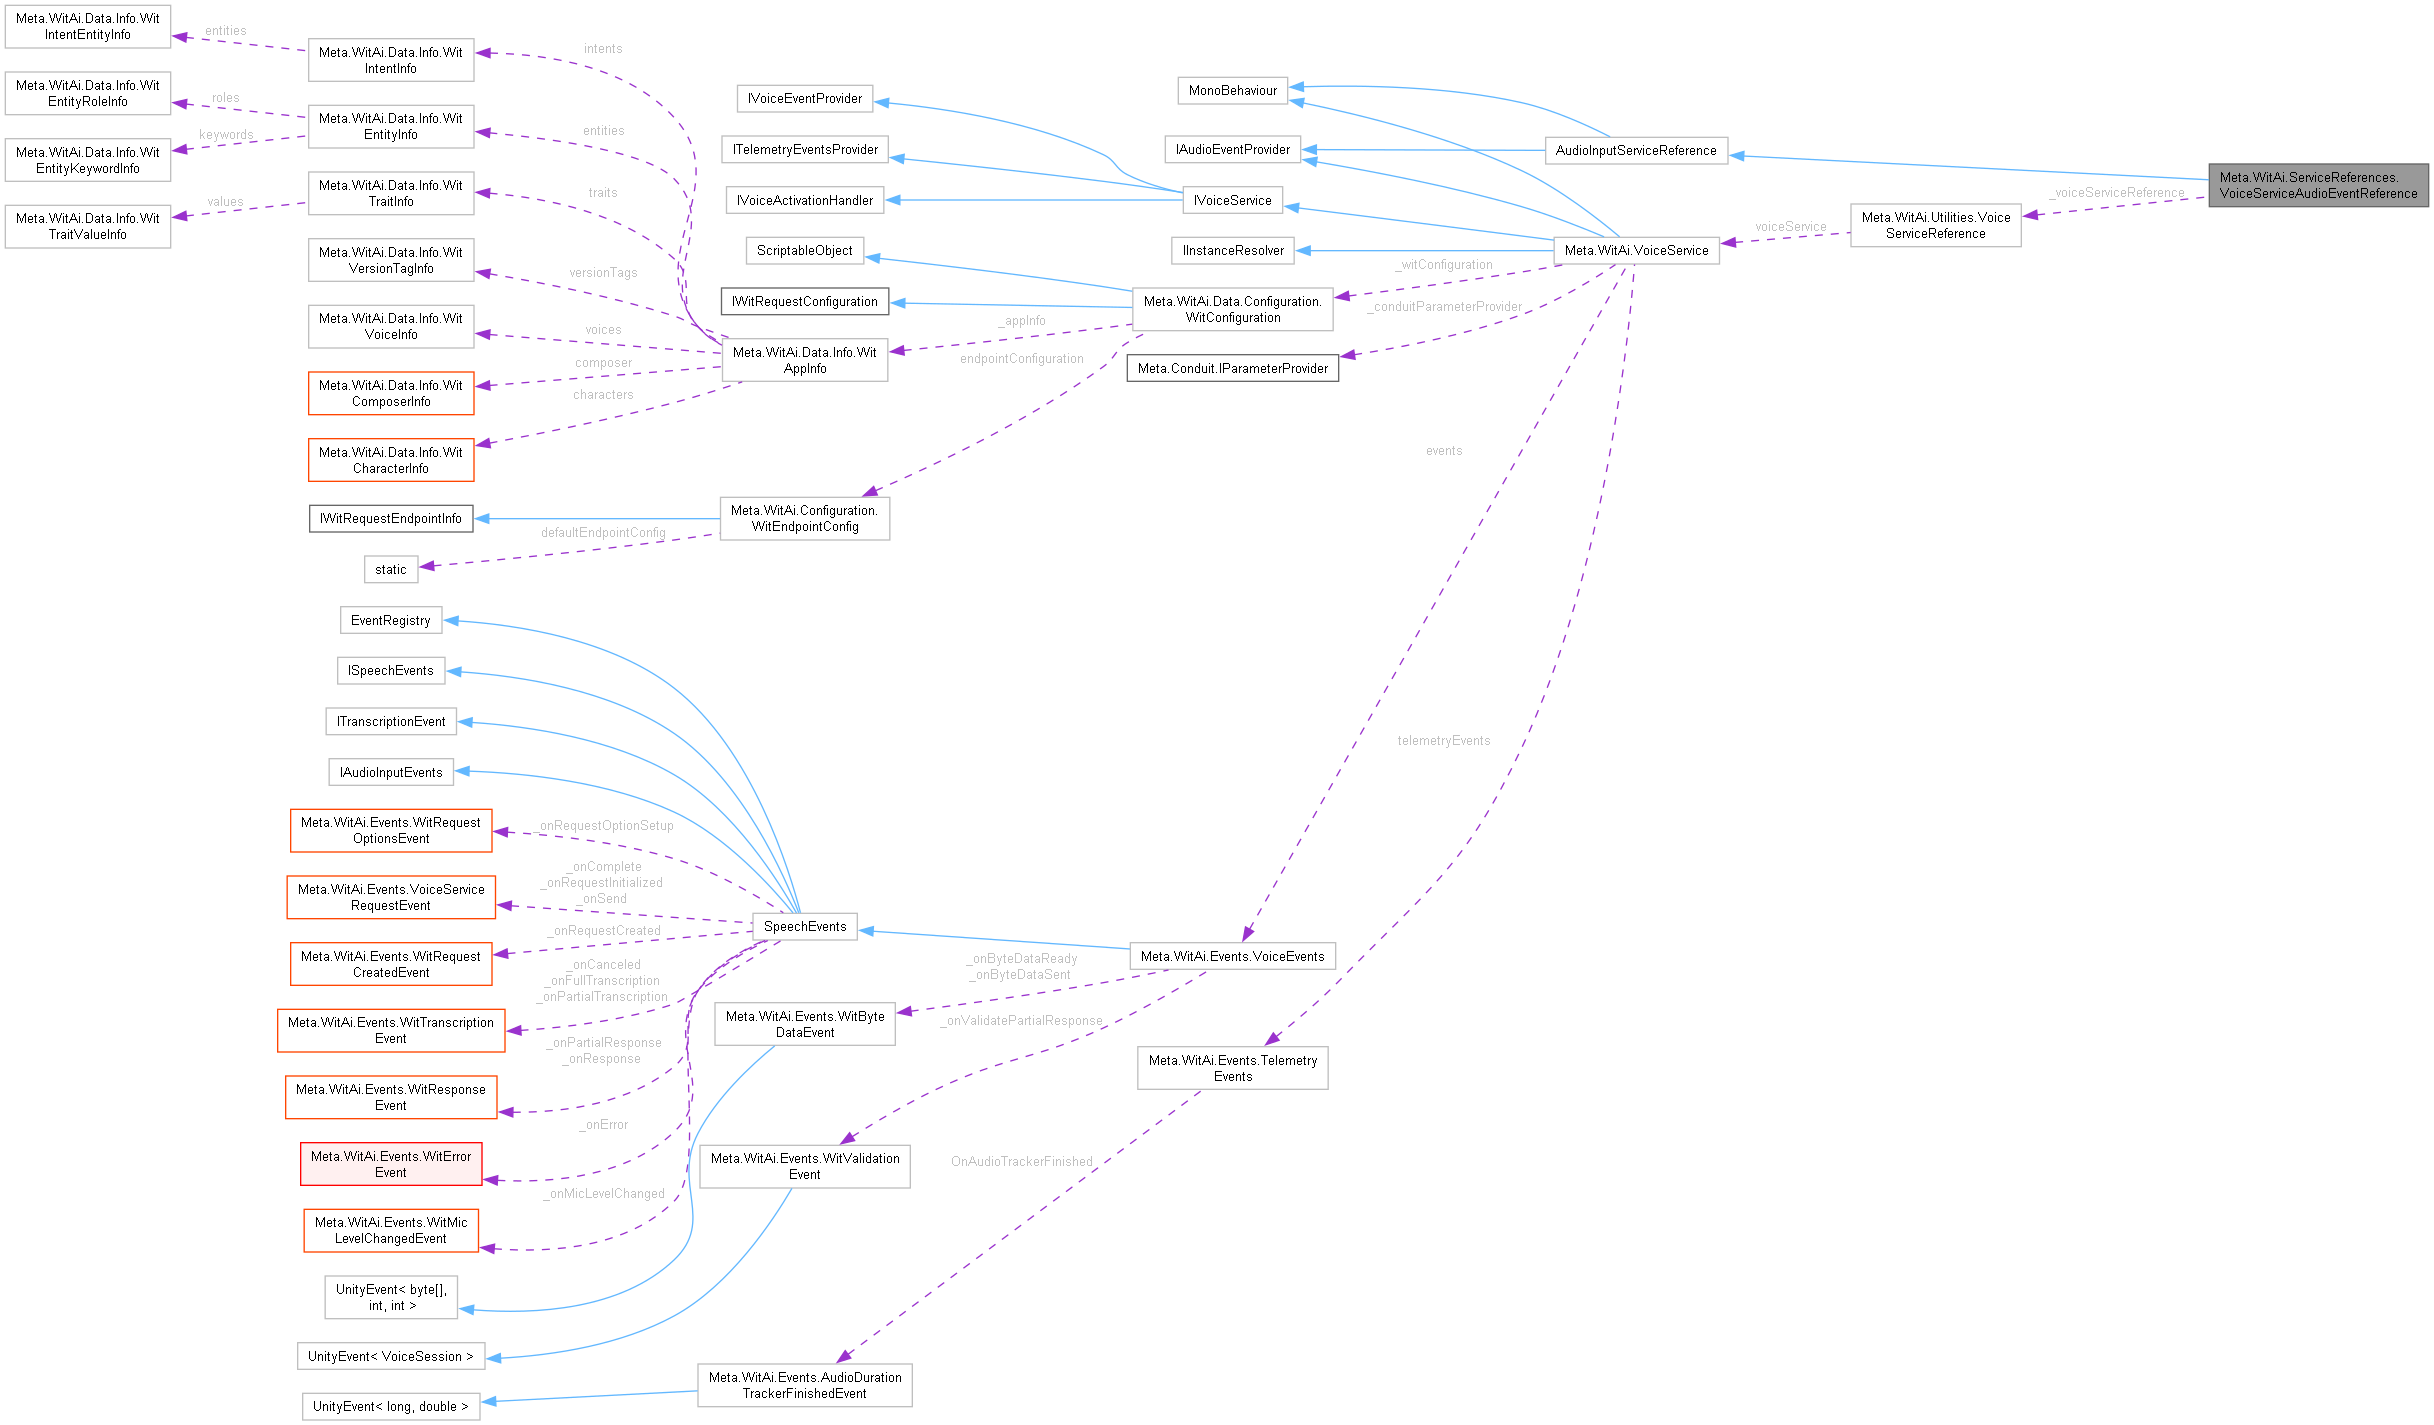 Meta.WitAi.Data.Info.Wit
IntentEntityInfo
Meta.WitAi.Data.Info.Wit
EntityRoleInfo
Meta.WitAi.Data.Info.Wit
EntityKeywordInfo
Meta.WitAi.Data.Info.Wit
TraitValueInfo
entities
roles
keywords
values
Meta.WitAi.Data.Info.Wit
IntentInfo
Meta.WitAi.Data.Info.Wit
EntityInfo
Meta.WitAi.Data.Info.Wit
TraitInfo
Meta.WitAi.Data.Info.Wit
VersionTagInfo
Meta.WitAi.Data.Info.Wit
VoiceInfo
Meta.WitAi.Data.Info.Wit
ComposerInfo
Meta.WitAi.Data.Info.Wit
CharacterInfo
IWitRequestEndpointInfo
static
intents
entities
traits
versionTags
voices
composer
characters
defaultEndpointConfig
IVoiceEventProvider
ITelemetryEventsProvider
IVoiceActivationHandler
ScriptableObject
IWitRequestConfiguration
Meta.WitAi.Data.Info.Wit
AppInfo
Meta.WitAi.Configuration.
WitEndpointConfig
_appInfo
endpointConfiguration
MonoBehaviour
IAudioEventProvider
IVoiceService
IInstanceResolver
Meta.WitAi.Data.Configuration.
WitConfiguration
Meta.Conduit.IParameterProvider
_witConfiguration
_conduitParameterProvider
events
telemetryEvents
AudioInputServiceReference
Meta.WitAi.VoiceService
voiceService
Meta.WitAi.Utilities.Voice
ServiceReference
_voiceServiceReference
Meta.WitAi.ServiceReferences.
VoiceServiceAudioEventReference
EventRegistry
ISpeechEvents
ITranscriptionEvent
IAudioInputEvents
Meta.WitAi.Events.WitRequest
OptionsEvent
Meta.WitAi.Events.VoiceService
RequestEvent
Meta.WitAi.Events.WitRequest
CreatedEvent
Meta.WitAi.Events.WitTranscription
Event
Meta.WitAi.Events.WitResponse
Event
Meta.WitAi.Events.WitError
Event
Meta.WitAi.Events.WitMic
LevelChangedEvent
UnityEvent< byte[],
int, int >
UnityEvent< VoiceSession >
UnityEvent< long, double >
_onRequestOptionSetup
_onComplete
_onRequestInitialized
_onSend
_onRequestCreated
_onCanceled
_onFullTranscription
_onPartialTranscription
_onPartialResponse
_onResponse
_onError
_onMicLevelChanged
SpeechEvents
Meta.WitAi.Events.WitByte
DataEvent
Meta.WitAi.Events.WitValidation
Event
Meta.WitAi.Events.AudioDuration
TrackerFinishedEvent
_onByteDataReady
_onByteDataSent
_onValidatePartialResponse
OnAudioTrackerFinished
Meta.WitAi.Events.VoiceEvents
Meta.WitAi.Events.Telemetry
Events